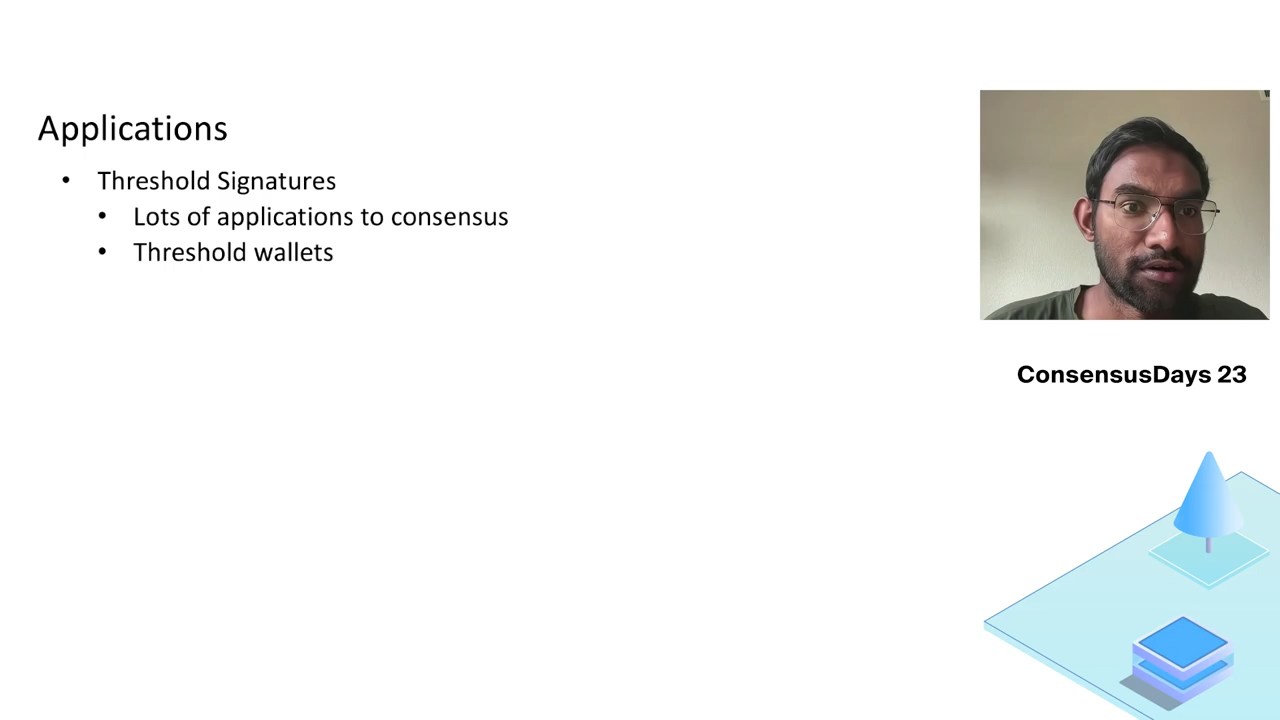 Applications
• Threshold Signatures
• Lots of applications to consensus
• Threshold wallets
ConsensusDays 23